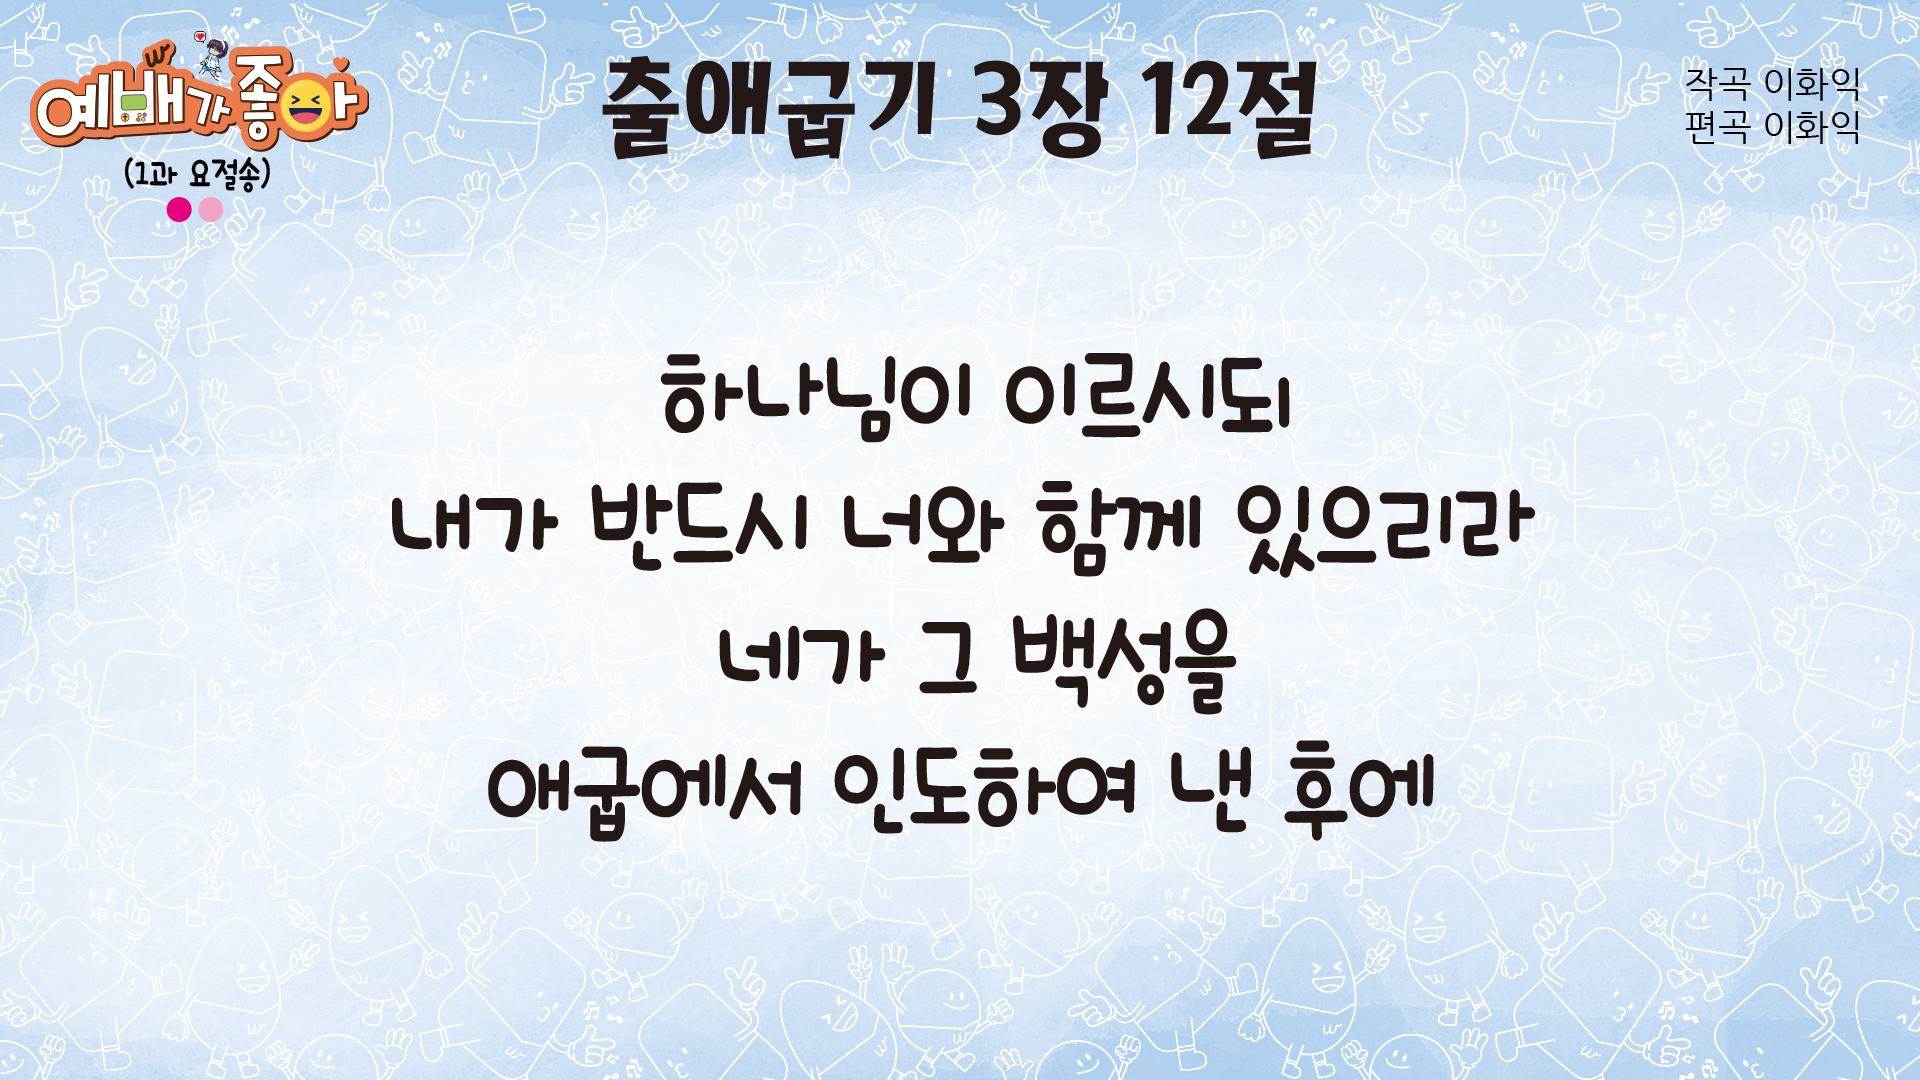 예배가 좋아
(1과 요절송)
출애굽기 3장 12절
작곡 이화익
편곡 이화익
하나님이 이르시되
내가 반드시 너와 함께 있으리라
네가 그 백성을
애굽에서 인도하여 낸 후에